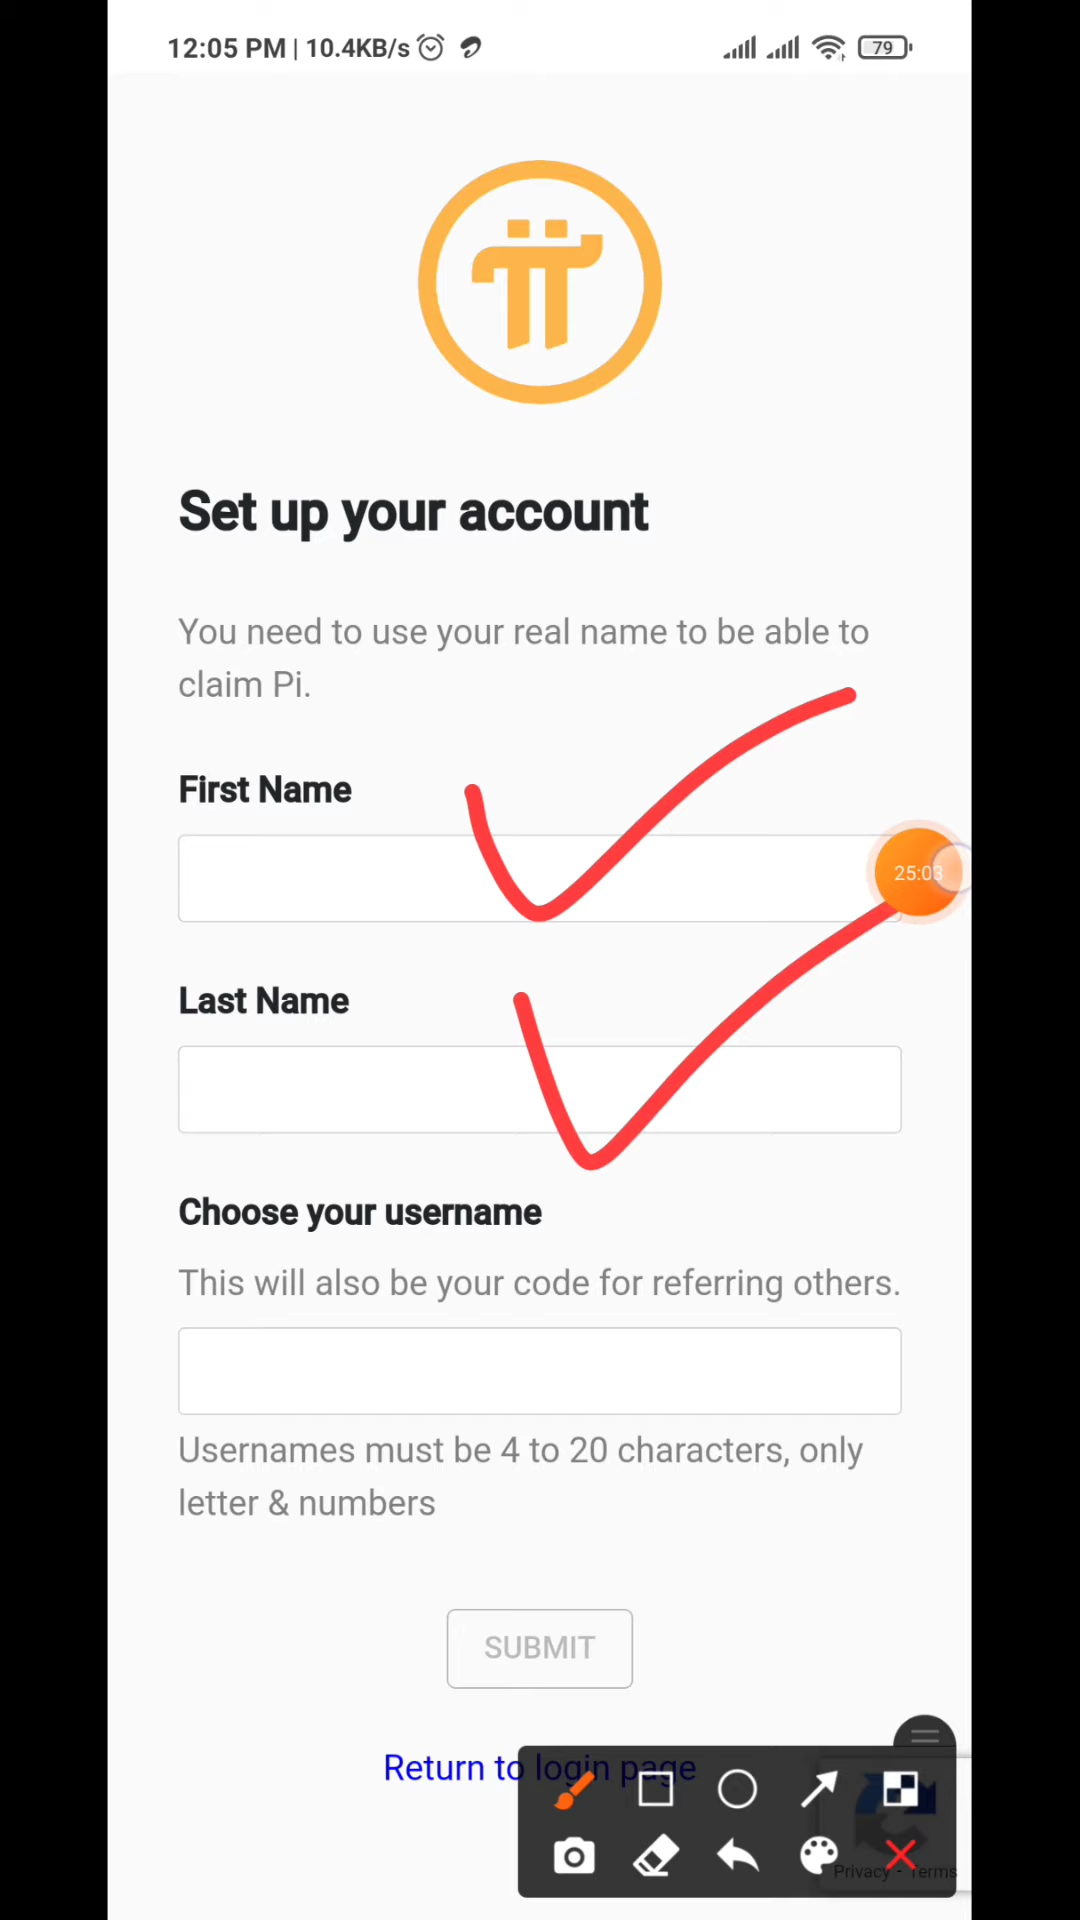 12:05 PM | 10.4KB/s
79
Set up your account
You need to use your real name to be able to
claim Pi.
First Name
25:03
Last Name
Choose your username
This will also be your code for referring others.
Usernames must be 4 to 20 characters, only
letter & numbers
SUBMIT
Return to login page
Privacy - Terms